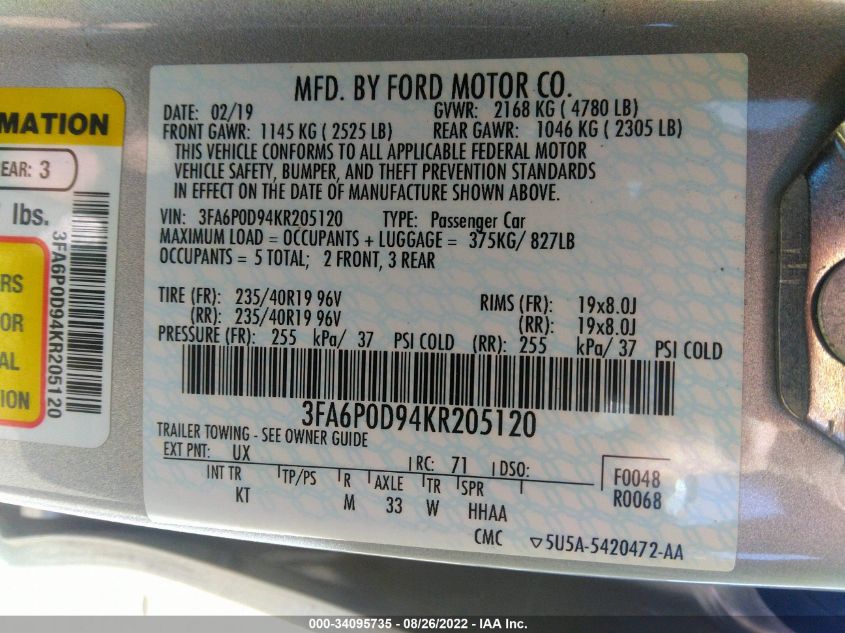 MATION
EAR: 3
lbs.
3FA6P0D94KR205120
ERS
OR
AL
TION
MFD. BY FORD MOTOR CO.
DATE: 02/19 GVWR: 2168 KG ( 4780 LB)
FRONT GAWR: 1145 KG ( 2525 LB) REAR GAWR: 1046 KG ( 2305 LB)
THIS VEHICLE CONFORMS TO ALL APPLICABLE FEDERAL MOTOR
VEHICLE SAFETY, BUMPER, AND THEFT PREVENTION STANDARDS
IN EFFECT ON THE DATE OF MANUFACTURE SHOWN ABOVE.
VIN: 3FA6P0D94KR205120 TYPE: Passenger Car
MAXIMUM LOAD = OCCUPANTS + LUGGAGE = 375KG/ 827LB
OCCUPANTS = 5 TOTAL; 2 FRONT, 3 REAR
TIRE (FR): 235/40R19 96V RIMS (FR): 19x8.0J
(RR): 235/40R19 96V (RR): 19x8.0J
PRESSURE (FR): 255 kPa/ 37 PSI COLD (RR): 255 kPa/ 37 PSI COLD
3FA6P0D94KR205120
TRAILER TOWING - SEE OWNER GUIDE
EXT PNT: UX RC: 71 DSO: F0048
INT TR TP/PS R AXLE TR SPR R0068
KT M 33 W HHAA
CMC ▽5U5A-5420472-AA
000-34095735 - 08/26/2022 - IAA Inc.